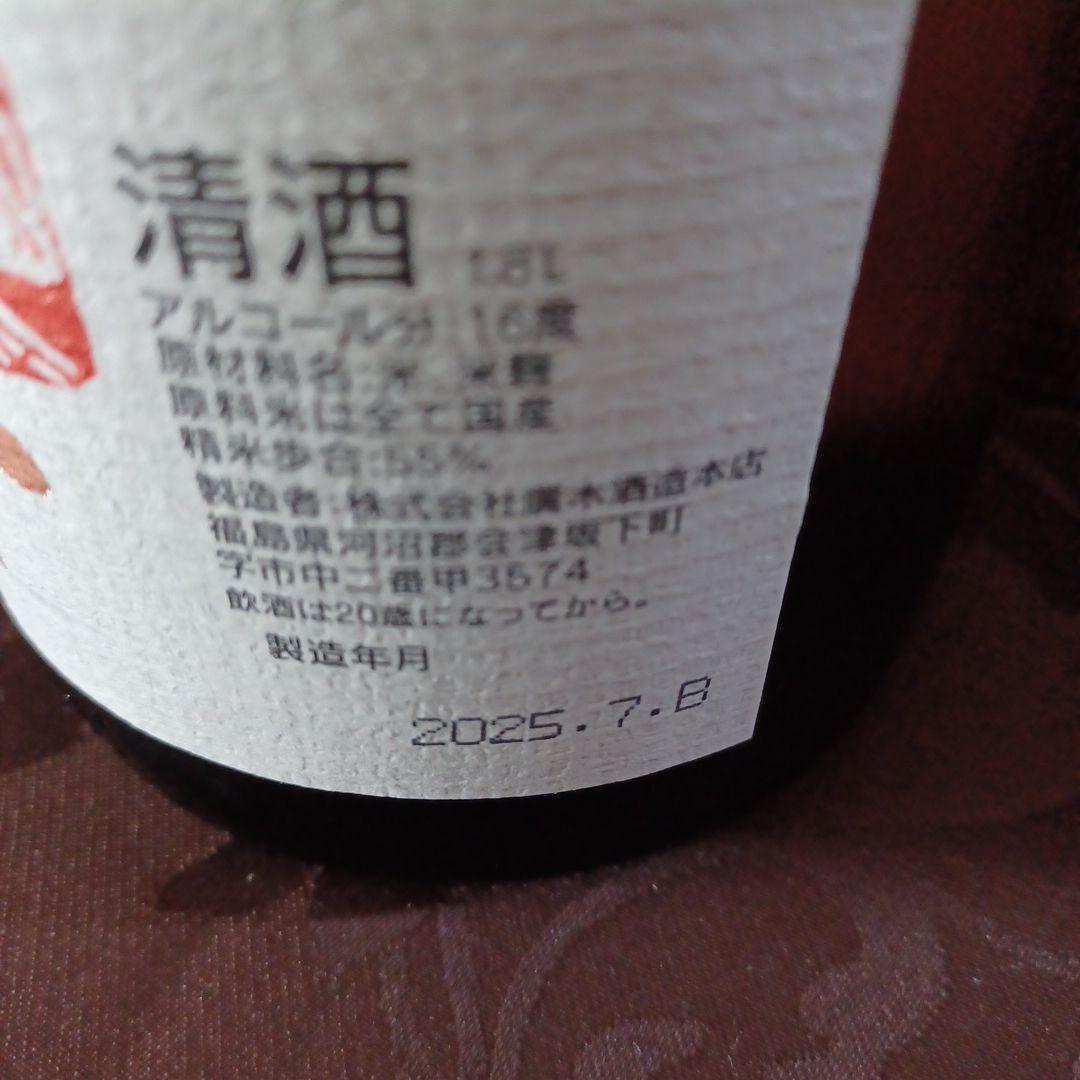 清酒 1.8L
アルコール分 16度
原材料名:米、米麹
原料米は全て国産
精米歩合:55%
製造者:株式会社廣木酒造本店
福島県河沼郡会津坂下町
字市中二番甲3574
飲酒は20歳になってから。
製造年月
2025.7.B